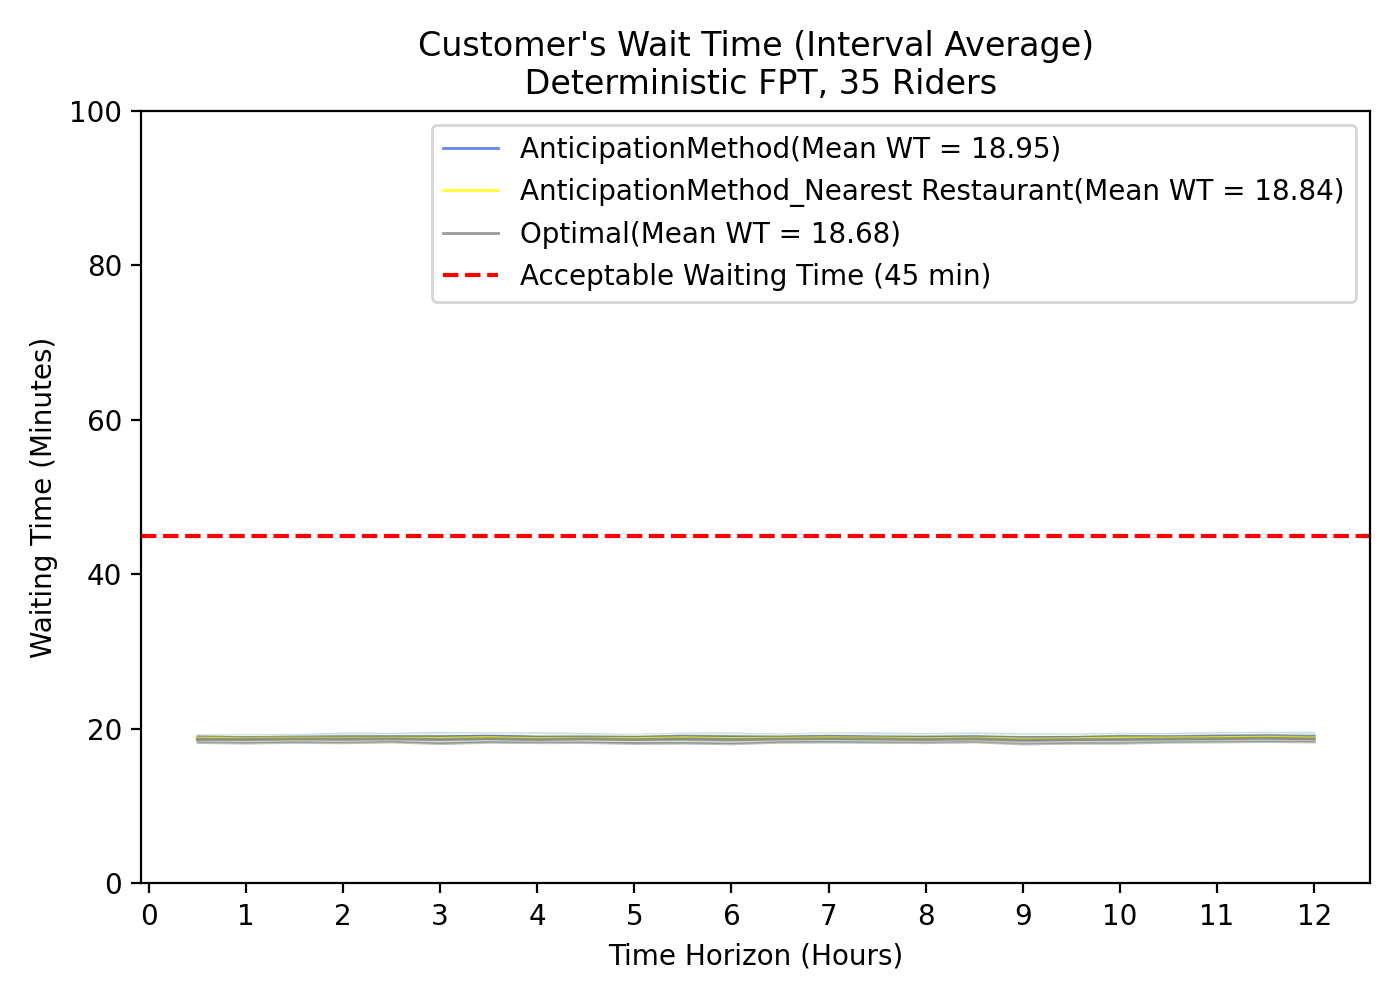 Customer's Wait Time (Interval Average)
Deterministic FPT, 35 Riders
100
80
60
40
20
0
Waiting Time (Minutes)
AnticipationMethod(Mean WT = 18.95)
AnticipationMethod_Nearest Restaurant(Mean WT = 18.84)
Optimal(Mean WT = 18.68)
Acceptable Waiting Time (45 min)
0 1 2 3 4 5 6 7 8 9 10 11 12
Time Horizon (Hours)